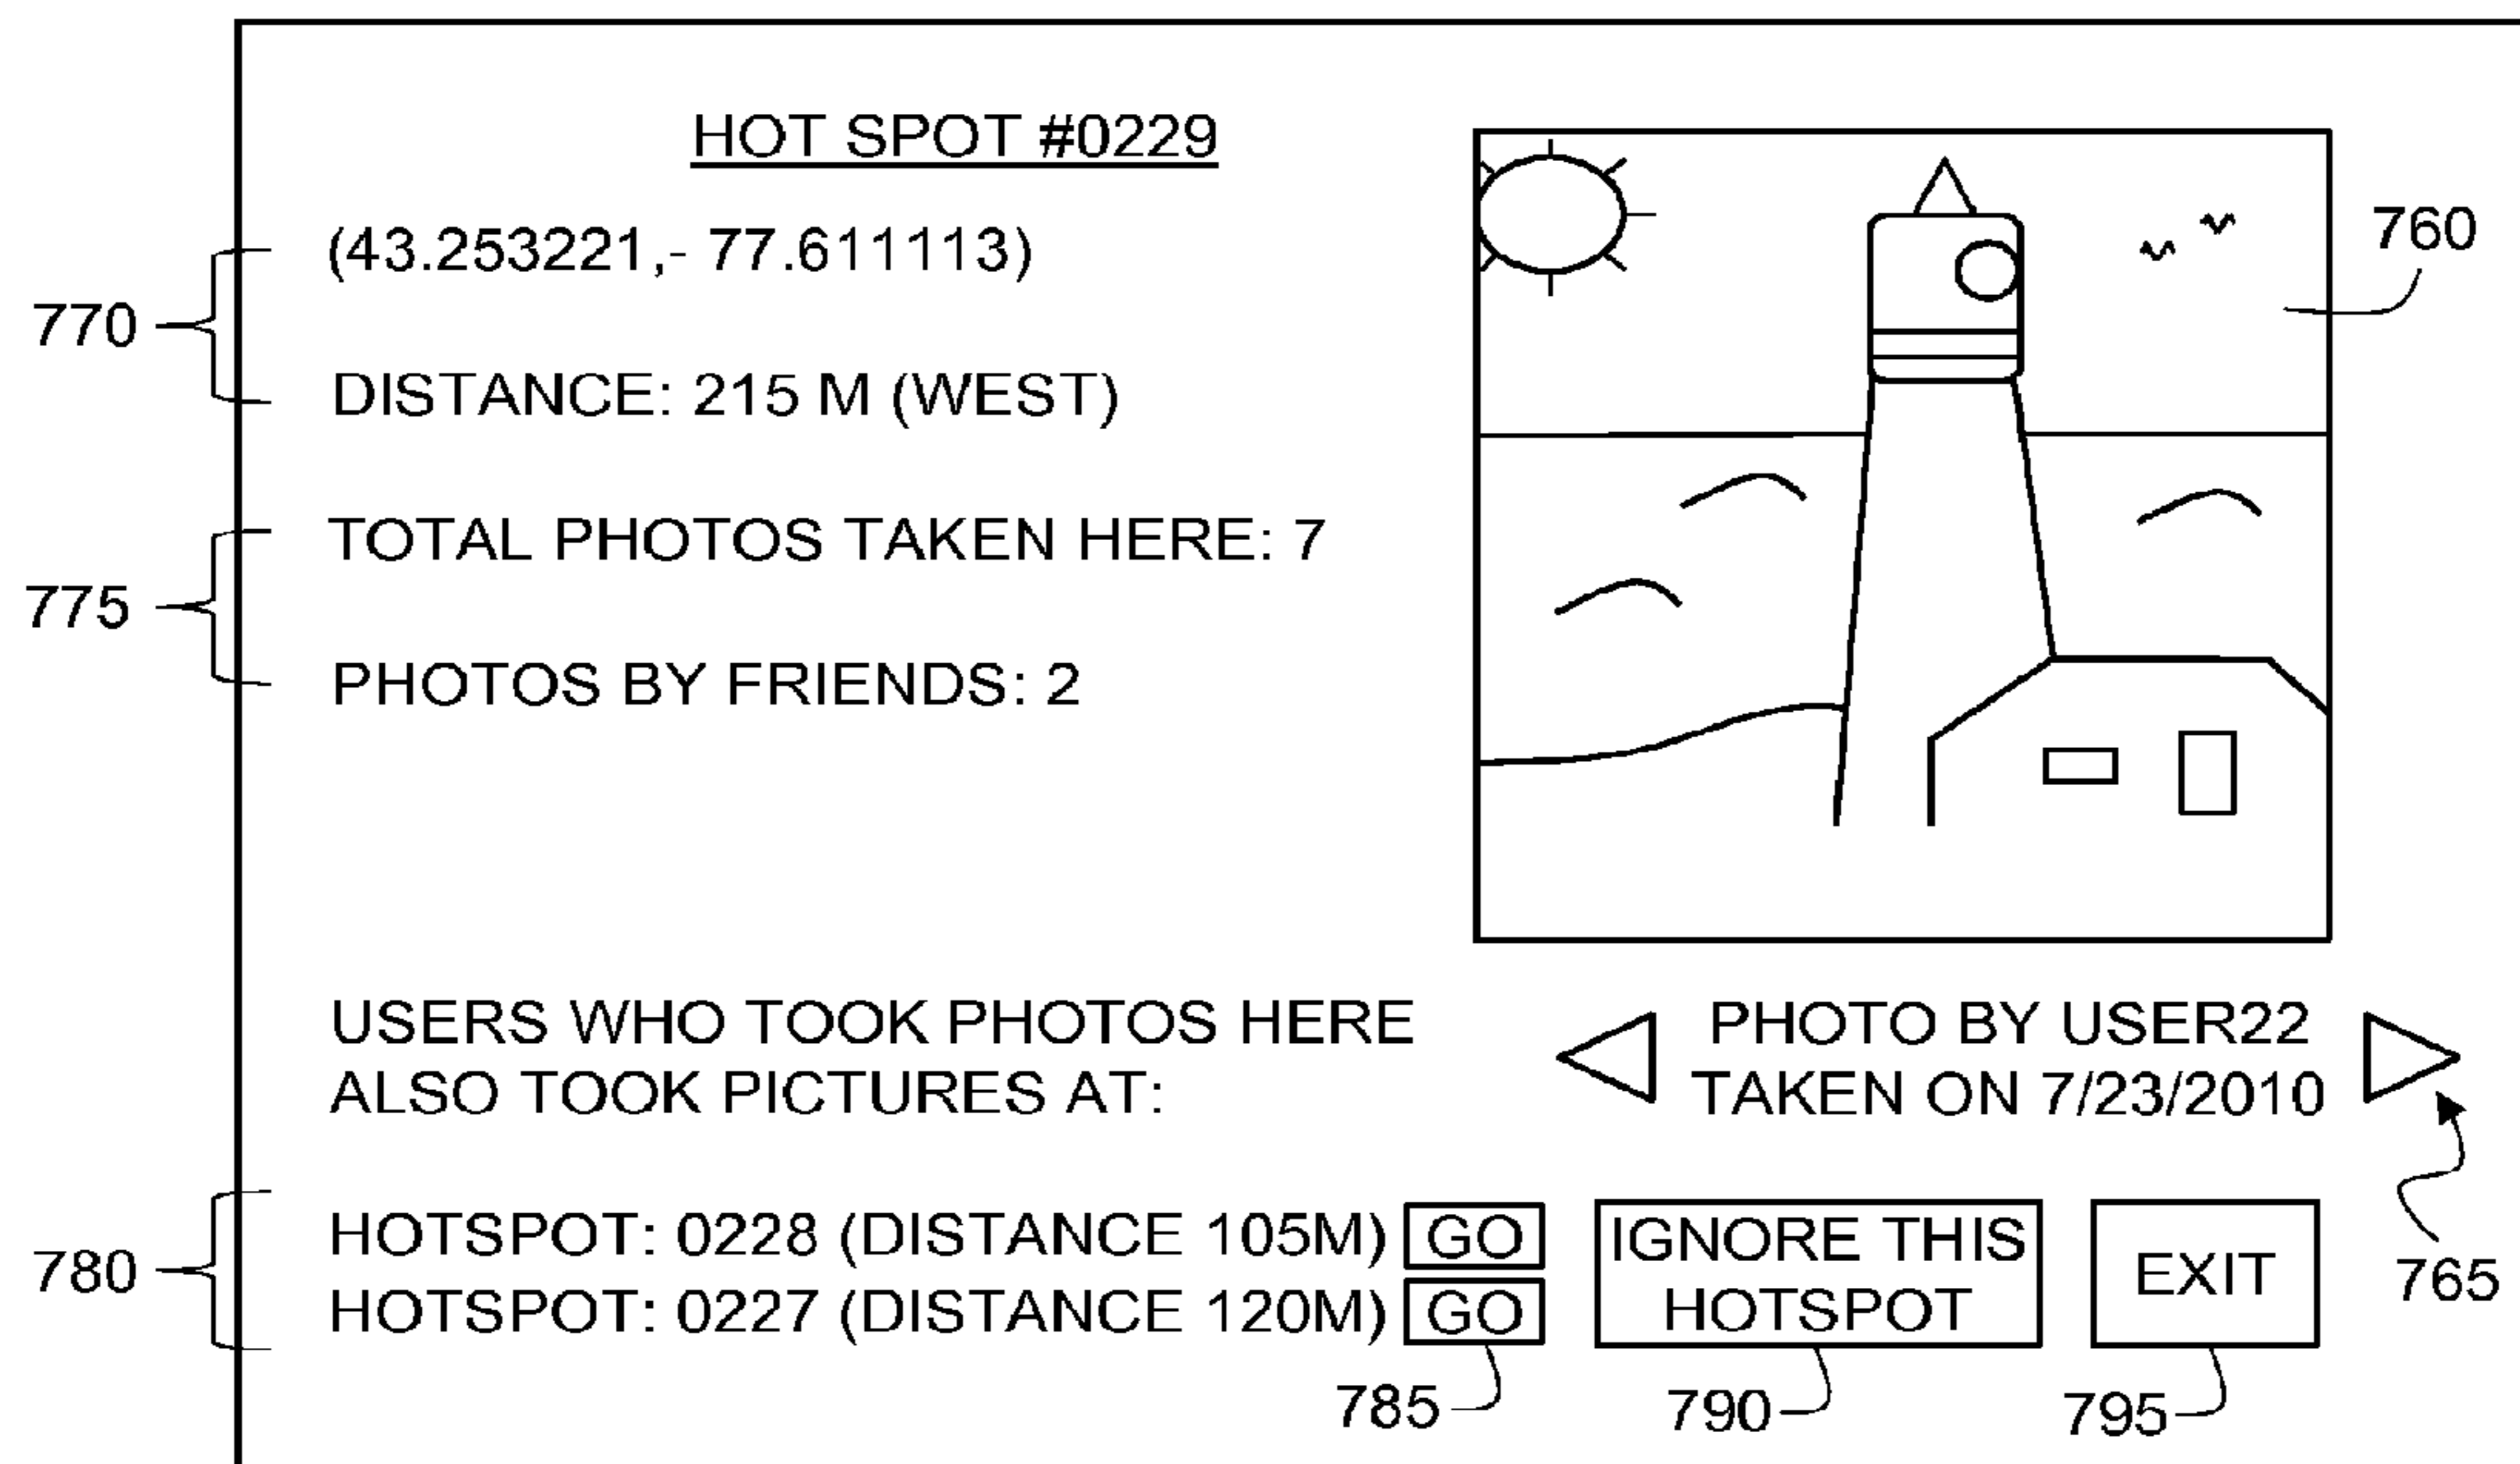 HOT SPOT #0229
(43.253221,- 77.611113)
770
DISTANCE: 215 M (WEST)
760
TOTAL PHOTOS TAKEN HERE: 7
775
PHOTOS BY FRIENDS: 2
USERS WHO TOOK PHOTOS HERE
ALSO TOOK PICTURES AT:
PHOTO BY USER22
TAKEN ON 7/23/2010
765
780
HOTSPOT: 0228 (DISTANCE 105M) GO
HOTSPOT: 0227 (DISTANCE 120M) GO
785
IGNORE THIS
HOTSPOT
790
EXIT
795